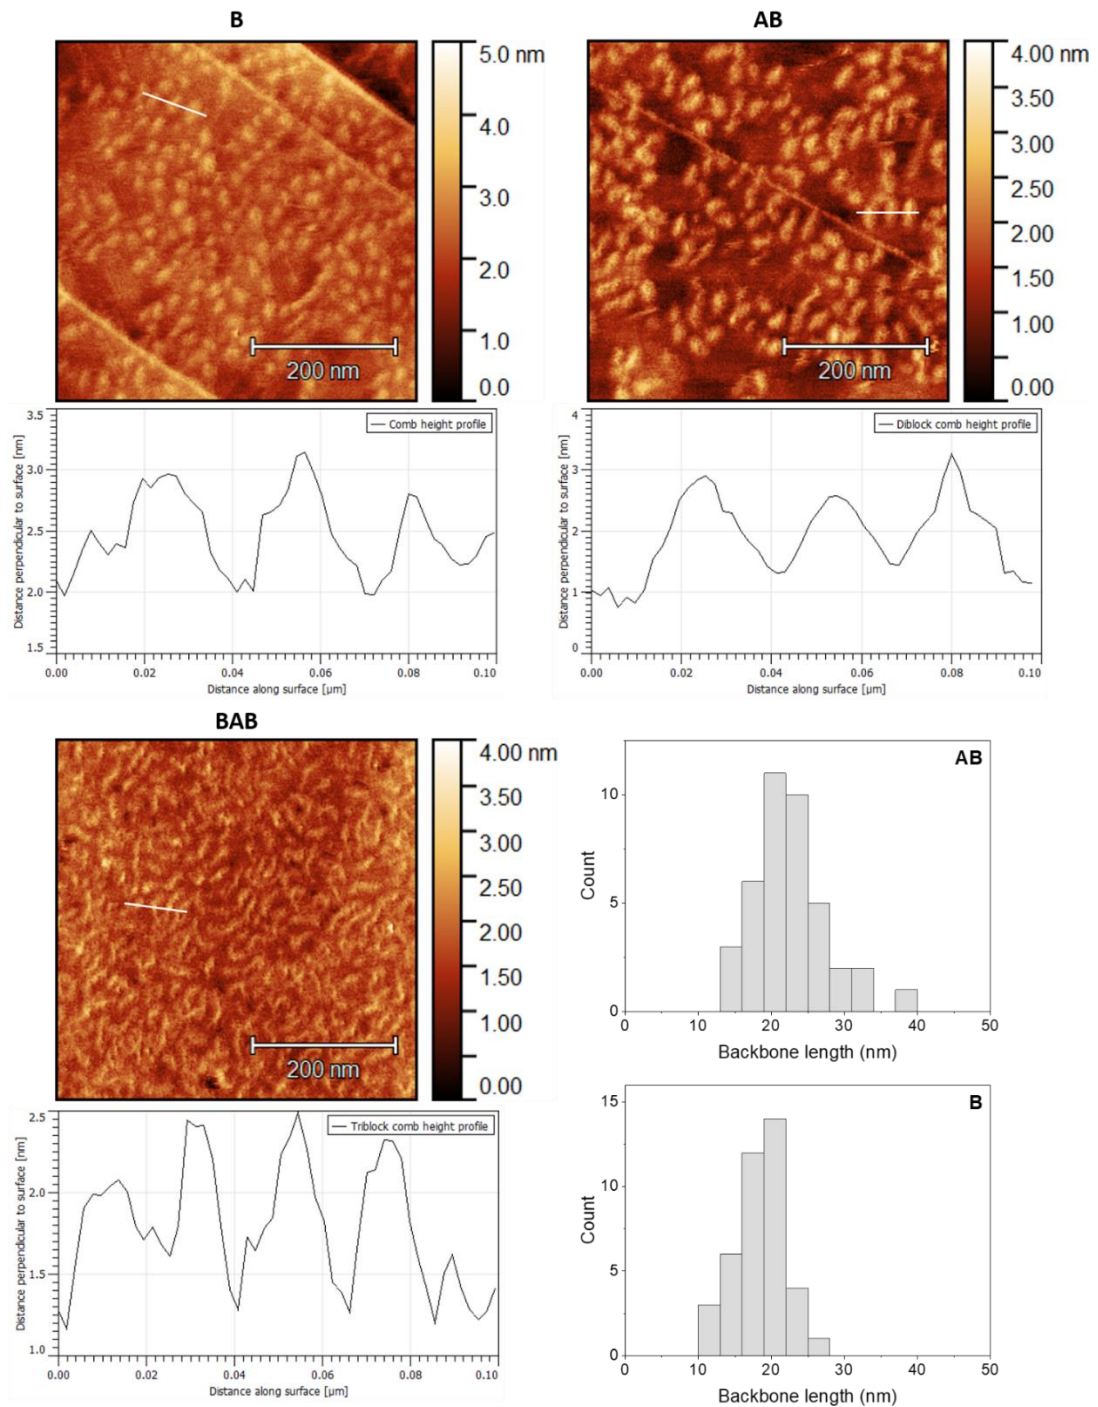 B
5.0 nm
4.0
3.0
2.0
1.0
0.0
200 nm
AB
4.00 nm
3.50
3.00
2.50
2.00
1.50
1.00
0.00
200 nm
3.5
3.0
2.5
2.0
1.5
Distance perpendicular to surface [nm]
Comb height profile
0.00 0.02 0.04 0.06 0.08 0.10
Distance along surface [µm]
4
3
2
1
0
Distance perpendicular to surface [nm]
Diblock comb height profile
0.00 0.02 0.04 0.06 0.08 0.10
Distance along surface [µm]
BAB
4.00 nm
3.50
3.00
2.50
2.00
1.50
1.00
0.00
200 nm
2.5
2.0
1.5
1.0
Distance perpendicular to surface [nm]
Triblock comb height profile
0.00 0.02 0.04 0.06 0.08 0.10
Distance along surface [µm]
AB
10
5
0
Count
0 10 20 30 40 50
Backbone length (nm)
B
15
10
5
0
Count
0 10 20 30 40 50
Backbone length (nm)